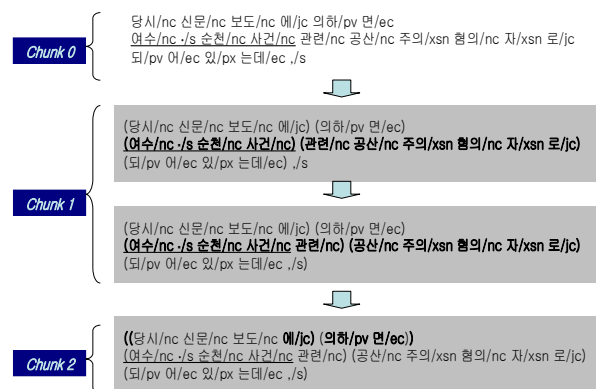 Chunk 0
당시/nc 신문/nc 보도/nc 에/jc 의하/pv 면/ec
여수/nc ·/s 순천/nc 사건/nc 관련/nc 공산/nc 주의/xsn 혐의/nc 자/xsn 로/jc
되/pv 어/ec 있/px 는데/ec ,/s
Chunk 1
(당시/nc 신문/nc 보도/nc 에/jc) (의하/pv 면/ec)
(여수/nc ·/s 순천/nc 사건/nc) (관련/nc 공산/nc 주의/xsn 혐의/nc 자/xsn 로/jc)
(되/pv 어/ec 있/px 는데/ec) ,/s
(당시/nc 신문/nc 보도/nc 에/jc) (의하/pv 면/ec)
(여수/nc ·/s 순천/nc 사건/nc 관련/nc) (공산/nc 주의/xsn 혐의/nc 자/xsn 로/jc)
(되/pv 어/ec 있/px 는데/ec ,/s)
Chunk 2
((당시/nc 신문/nc 보도/nc 에/jc) (의하/pv 면/ec))
(여수/nc ·/s 순천/nc 사건/nc 관련/nc) (공산/nc 주의/xsn 혐의/nc 자/xsn 로/jc)
(되/pv 어/ec 있/px 는데/ec ,/s)